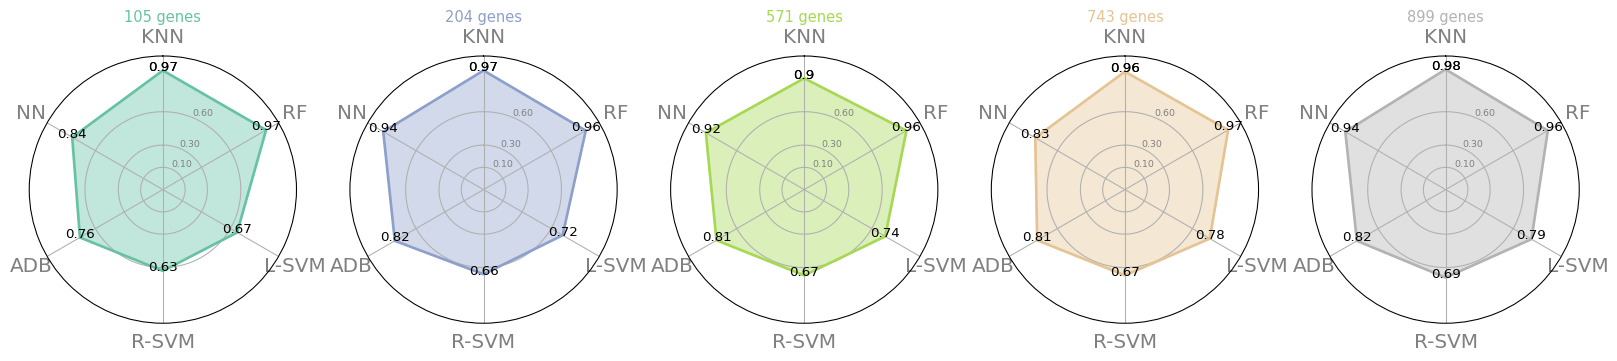 105 genes
KNN
0.97
RF
0.97
NN
0.84
0.60
0.30
0.10
ADB
0.76
0.67
L-SVM
0.63
R-SVM
204 genes
KNN
0.97
RF
0.96
NN
0.94
0.60
0.30
0.10
ADB
0.82
0.72
L-SVM
0.66
R-SVM
571 genes
KNN
0.9
RF
0.96
NN
0.92
0.60
0.30
0.10
ADB
0.81
0.74
L-SVM
0.67
R-SVM
743 genes
KNN
0.96
RF
0.97
NN
0.83
0.60
0.30
0.10
ADB
0.81
0.78
L-SVM
0.67
R-SVM
899 genes
KNN
0.98
RF
0.96
NN
0.94
0.60
0.30
0.10
ADB
0.82
0.79
L-SVM
0.69
R-SVM